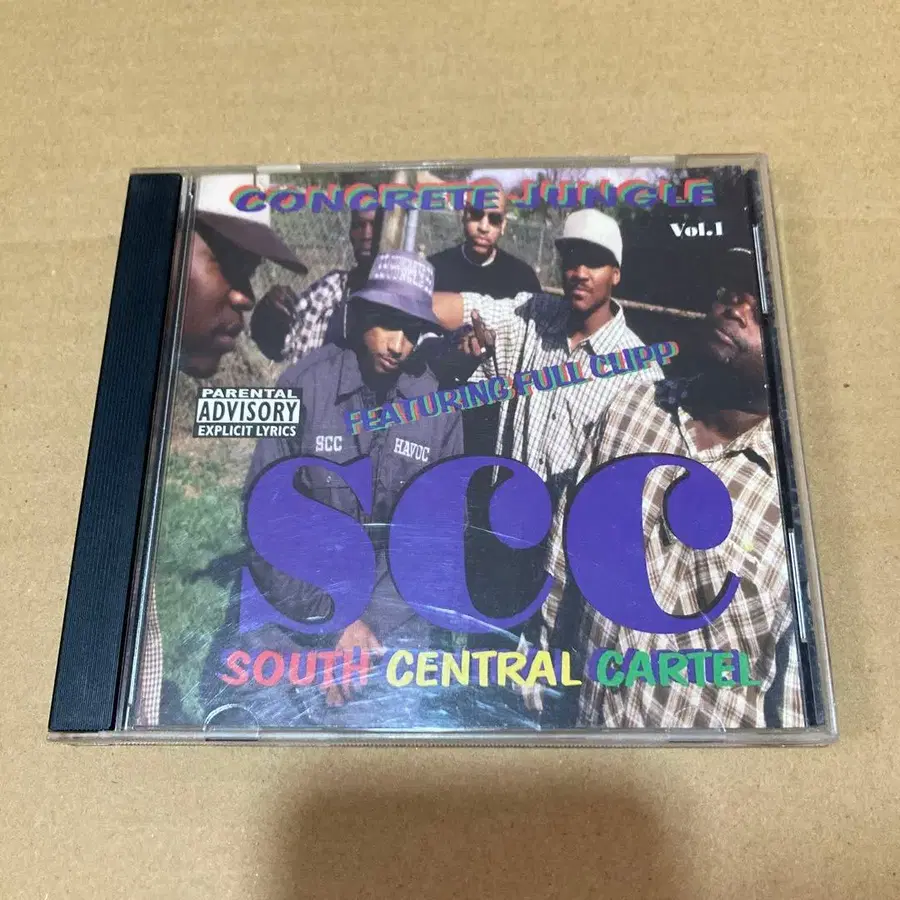 CONCRETE JUNGLE
Vol.1
FEATURING FULL CLIPP
PARENTAL
ADVISORY
EXPLICIT LYRICS
SCC HAVOC
SCC
SOUTH CENTRAL CARTEL